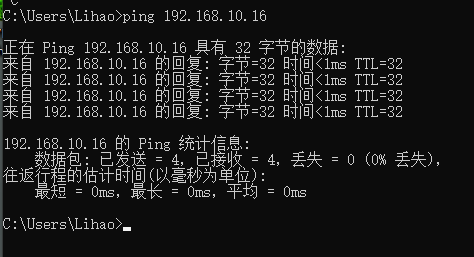 C:\Users\Lihao>ping 192.168.10.16
正在 Ping 192.168.10.16 具有 32 字节的数据:
来自 192.168.10.16 的回复: 字节=32 时间<1ms TTL=32
来自 192.168.10.16 的回复: 字节=32 时间<1ms TTL=32
来自 192.168.10.16 的回复: 字节=32 时间<1ms TTL=32
来自 192.168.10.16 的回复: 字节=32 时间<1ms TTL=32
192.168.10.16 的 Ping 统计信息:
数据包: 已发送 = 4，已接收 = 4，丢失 = 0 (0% 丢失)，
往返行程的估计时间(以毫秒为单位):
最短 = 0ms，最长 = 0ms，平均 = 0ms
C:\Users\Lihao>